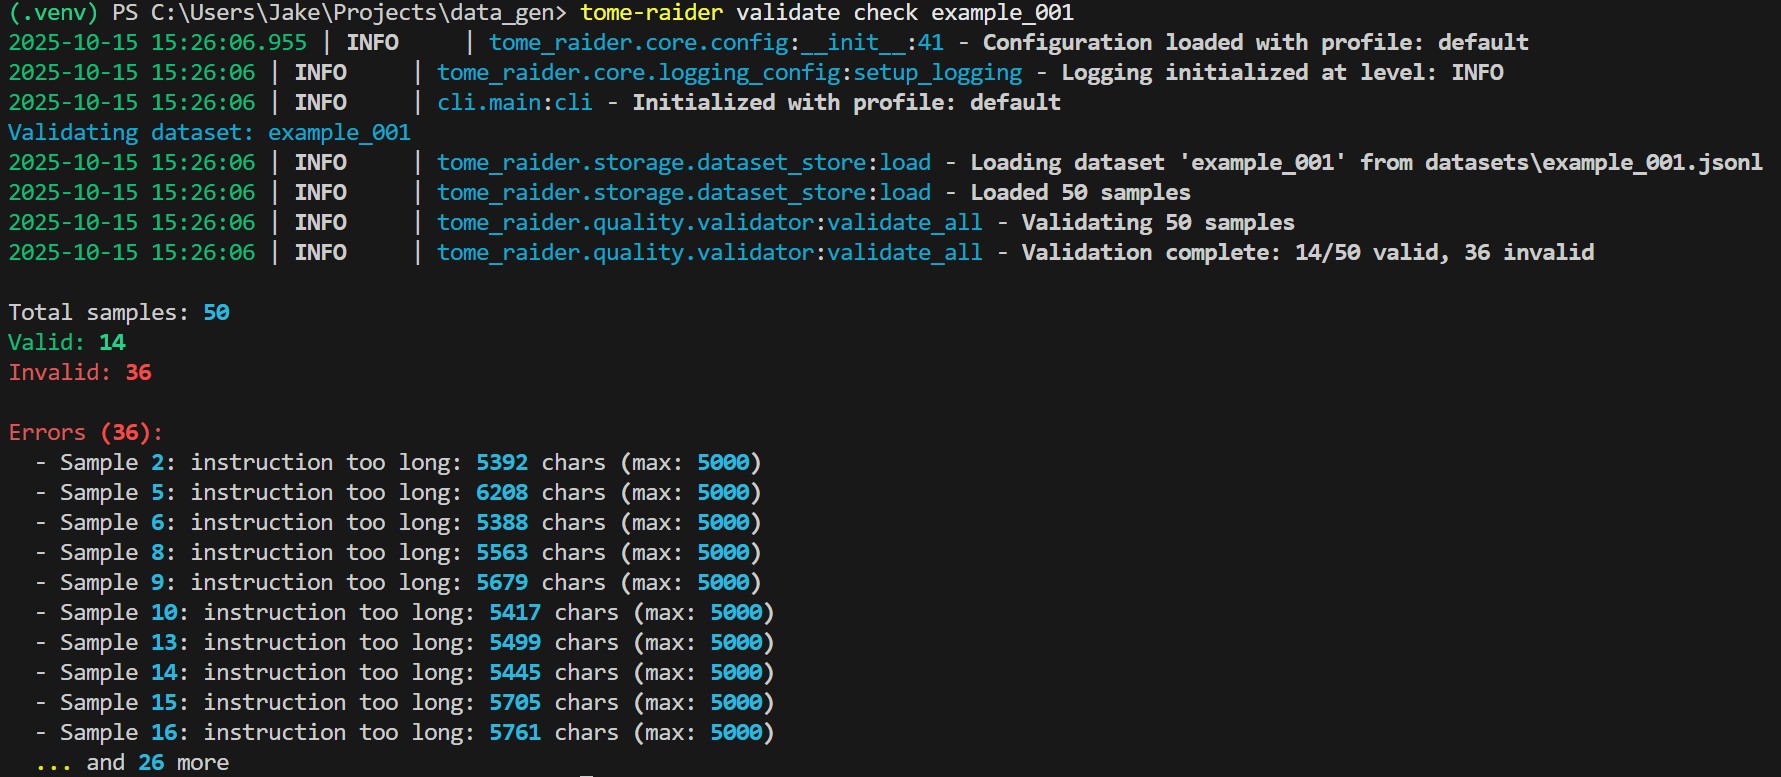 (.venv) PS C:\Users\Jake\Projects\data_gen> tome-raider validate check example_001
2025-10-15 15:26:06.955 | INFO     | tome_raider.core.config:__init__:41 - Configuration loaded with profile: default
2025-10-15 15:26:06 | INFO     | tome_raider.core.logging_config:setup_logging - Logging initialized at level: INFO
2025-10-15 15:26:06 | INFO     | cli.main:cli - Initialized with profile: default
Validating dataset: example_001
2025-10-15 15:26:06 | INFO     | tome_raider.storage.dataset_store:load - Loading dataset 'example_001' from datasets\example_001.jsonl
2025-10-15 15:26:06 | INFO     | tome_raider.storage.dataset_store:load - Loaded 50 samples
2025-10-15 15:26:06 | INFO     | tome_raider.quality.validator:validate_all - Validating 50 samples
2025-10-15 15:26:06 | INFO     | tome_raider.quality.validator:validate_all - Validation complete: 14/50 valid, 36 invalid

Total samples: 50
Valid: 14
Invalid: 36

Errors (36):
  - Sample 2: instruction too long: 5392 chars (max: 5000)
  - Sample 5: instruction too long: 6208 chars (max: 5000)
  - Sample 6: instruction too long: 5388 chars (max: 5000)
  - Sample 8: instruction too long: 5563 chars (max: 5000)
  - Sample 9: instruction too long: 5679 chars (max: 5000)
  - Sample 10: instruction too long: 5417 chars (max: 5000)
  - Sample 13: instruction too long: 5499 chars (max: 5000)
  - Sample 14: instruction too long: 5445 chars (max: 5000)
  - Sample 15: instruction too long: 5705 chars (max: 5000)
  - Sample 16: instruction too long: 5761 chars (max: 5000)
  ... and 26 more